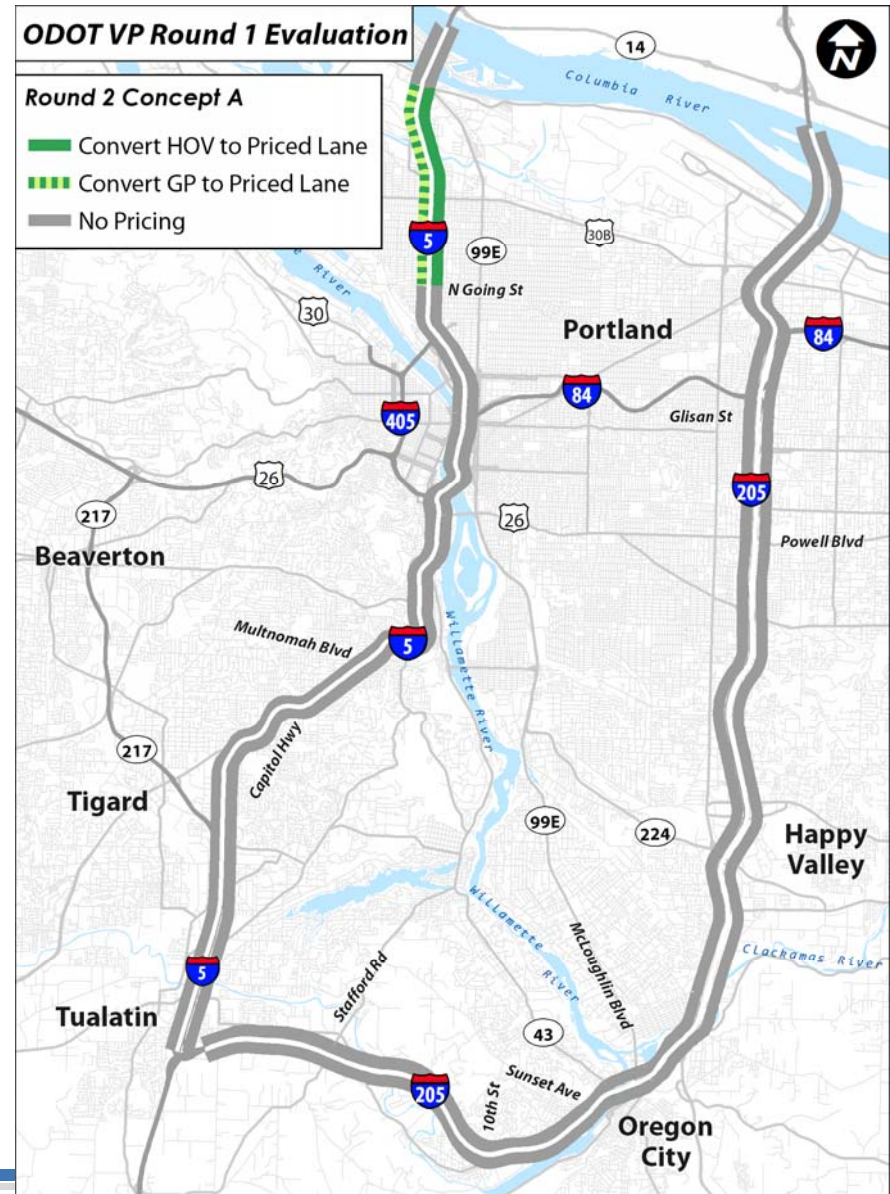 ODOT VP Round 1 Evaluation
Round 2 Concept A
Convert HOV to Priced Lane
Convert GP to Priced Lane
No Pricing
N
14
Columbia River
5
99E
30B
River
N Going St
30
Portland
84
84
405
Glisan St
26
205
217
26
Beaverton
Powell Blvd
Multnomah Blvd
5
Willamette River
217
Capitol Hwy
Tigard
99E
224
Happy
Valley
Willamette
River
McLoughlin Blvd
Clackamas River
5
Stafford Rd
Tualatin
43
205
10th St
Sunset Ave
Oregon
City